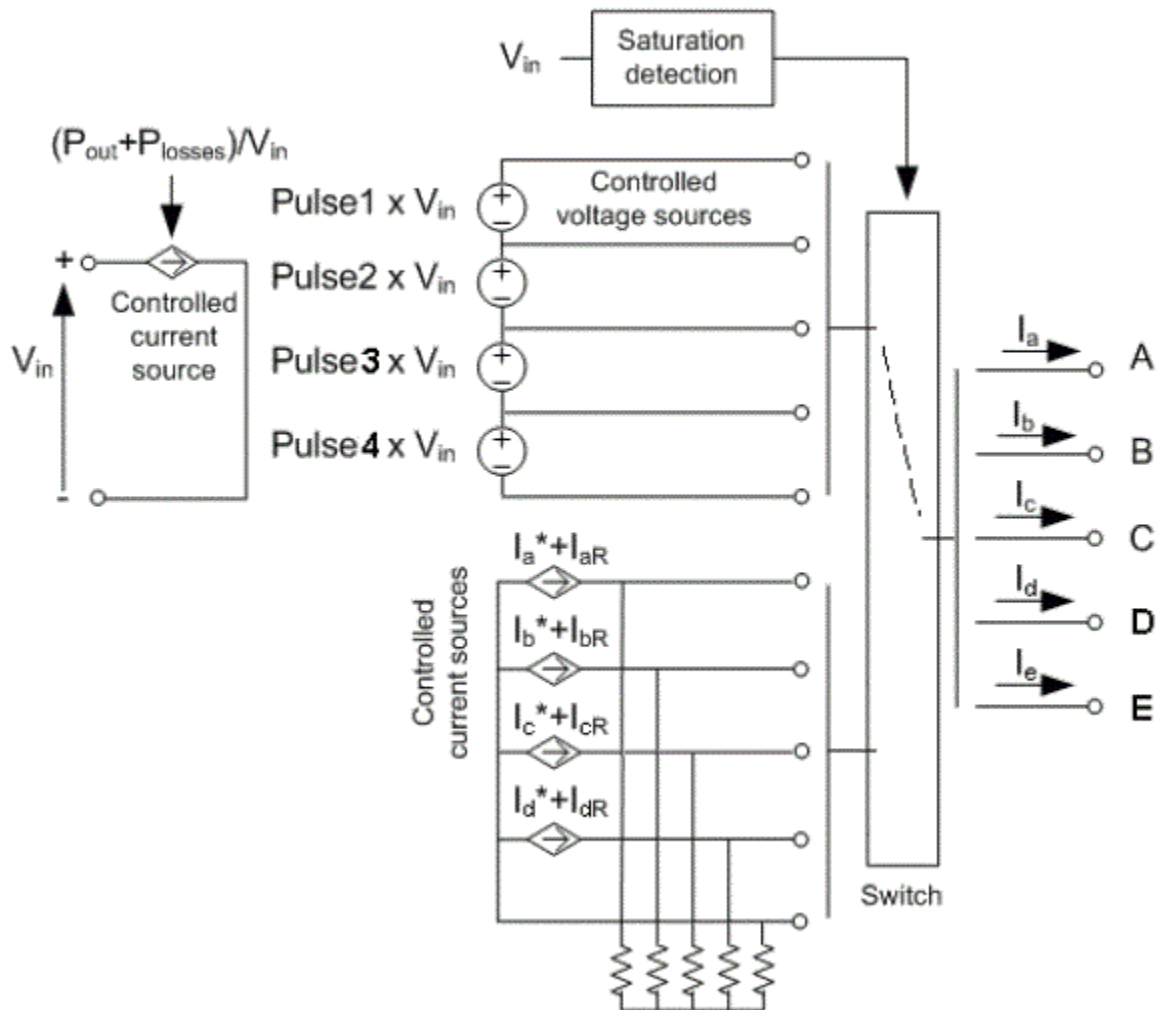 V_in
Saturation
detection
(P_out+P_losses)/V_in
Pulse1 x V_in
Controlled
voltage sources
+
−
+
Pulse2 x V_in
+
−
Controlled
current
source
V_in
Pulse3 x V_in
+
−
Pulse4 x V_in
+
−
-
I_a
A
I_b
B
I_c
C
I_d
D
I_e
E
Controlled
current sources
I_a*+I_aR
I_b*+I_bR
I_c*+I_cR
I_d*+I_dR
Switch